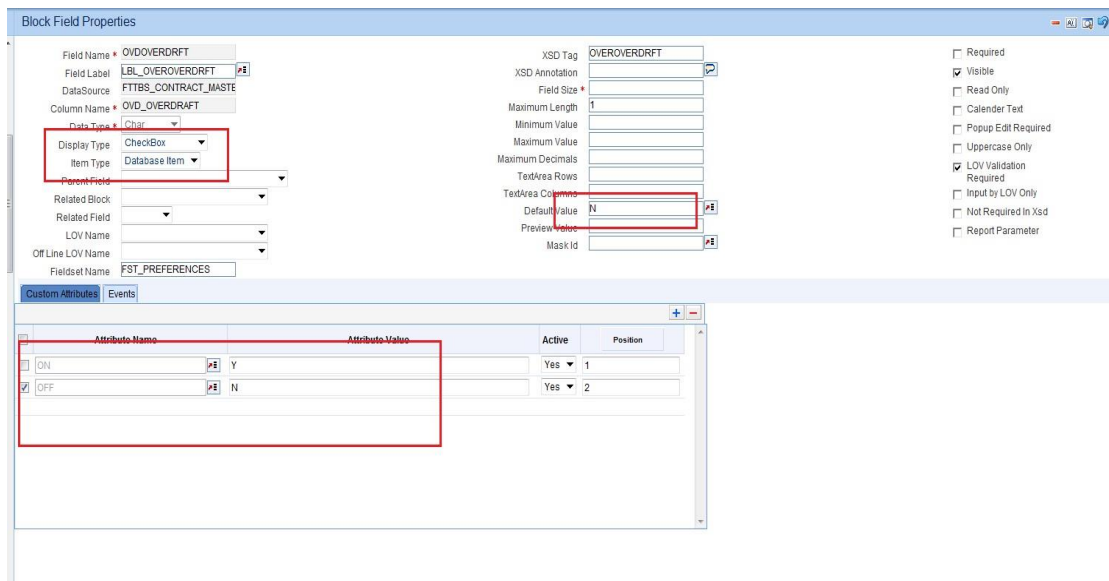 Block Field Properties
Field Name * OVDOVERDRFT
Field Label LBL_OVEROVERDRFT
DataSource FTTBS_CONTRACT_MASTE
Column Name * OVD_OVERDRAFT
Data Type * Char
Display Type CheckBox
Item Type Database Item
Parent Field
Related Block
Related Field
LOV Name
Off Line LOV Name
Fieldset Name FST_PREFERENCES
XSD Tag OVEROVERDRFT
XSD Annotation
Field Size *
Maximum Length 1
Minimum Value
Maximum Value
Maximum Decimals
TextArea Rows
TextArea Columns
Default Value N
Preview Value
Mask Id
Required
Visible
Read Only
Calender Text
Popup Edit Required
Uppercase Only
LOV Validation
Required
Input by LOV Only
Not Required In Xsd
Report Parameter
Custom Attributes Events
Attribute Name Attribute Value Active Position
ON Y Yes 1
OFF N Yes 2